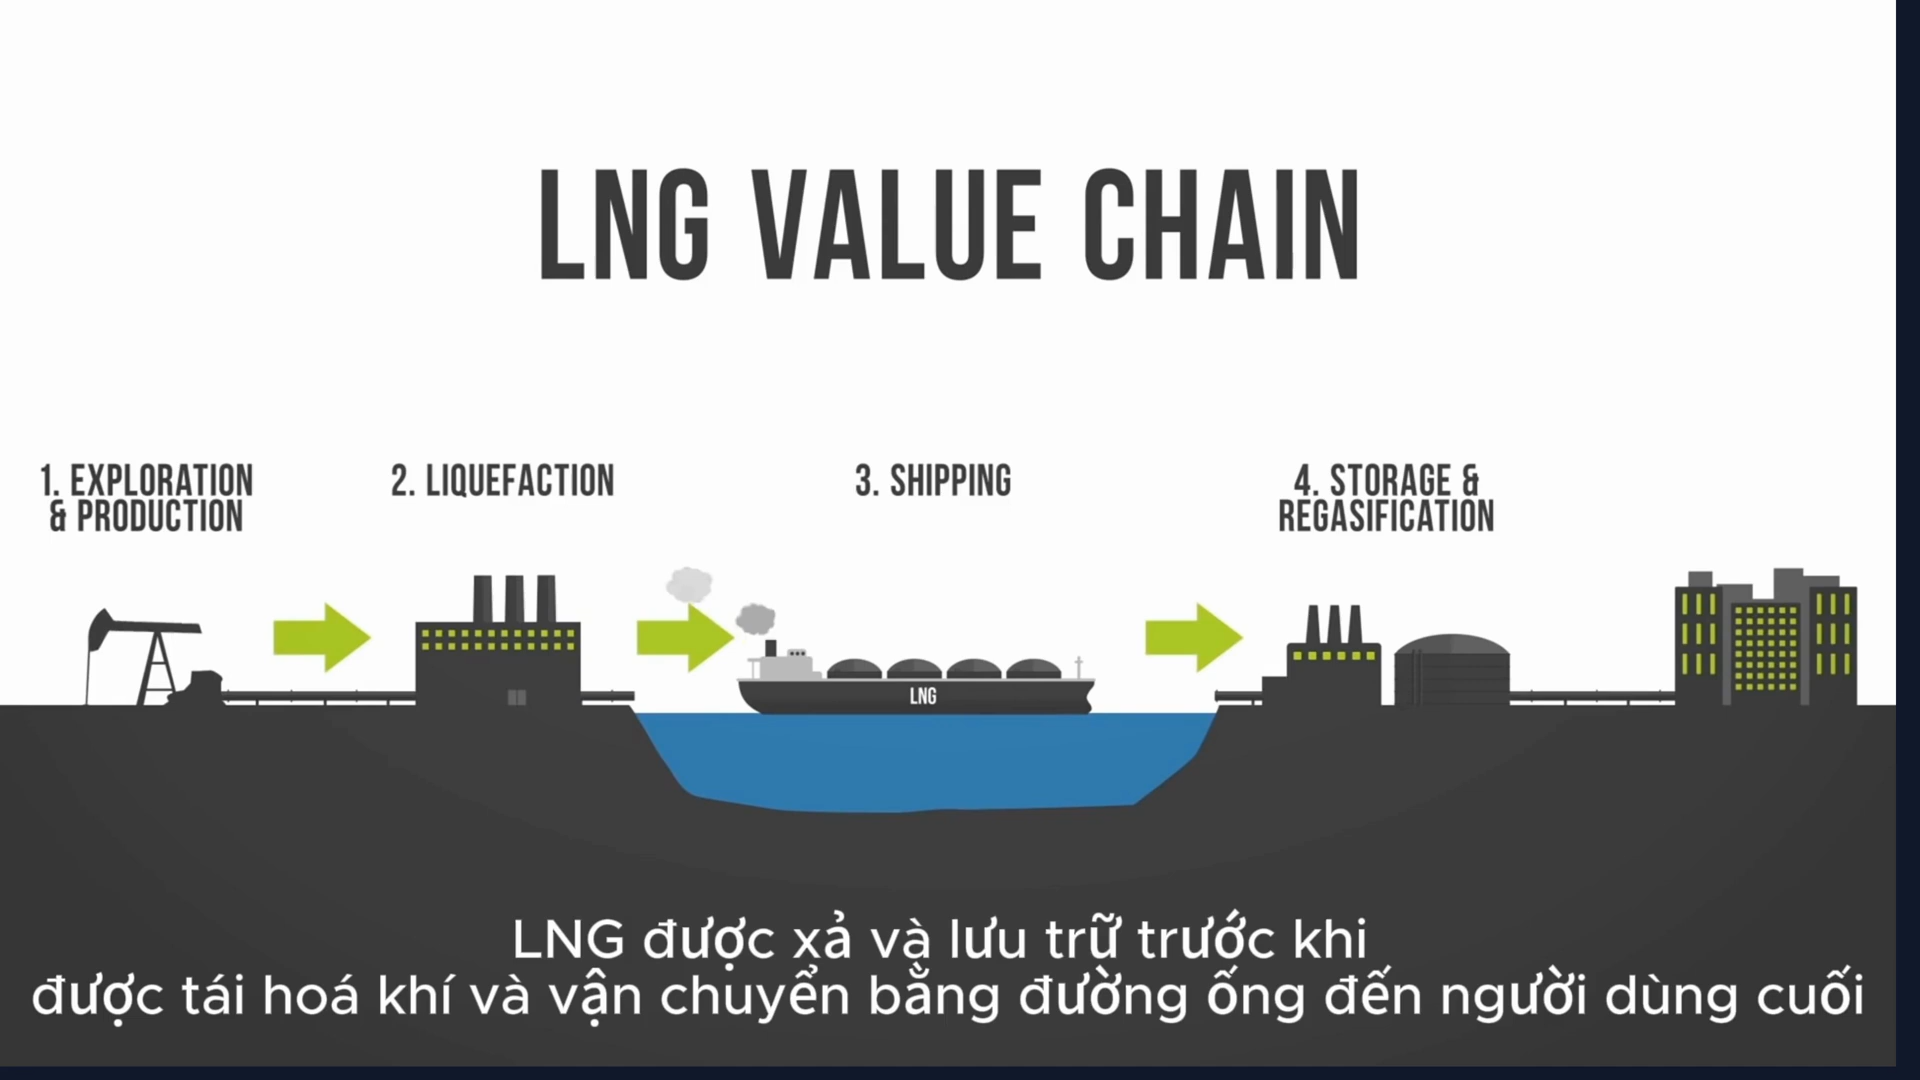 LNG VALUE CHAIN
1. EXPLORATION
& PRODUCTION
2. LIQUEFACTION
3. SHIPPING
4. STORAGE &
REGASIFICATION
LNG
LNG được xả và lưu trữ trước khi
được tái hoá khí và vận chuyển bằng đường ống đến người dùng cuối